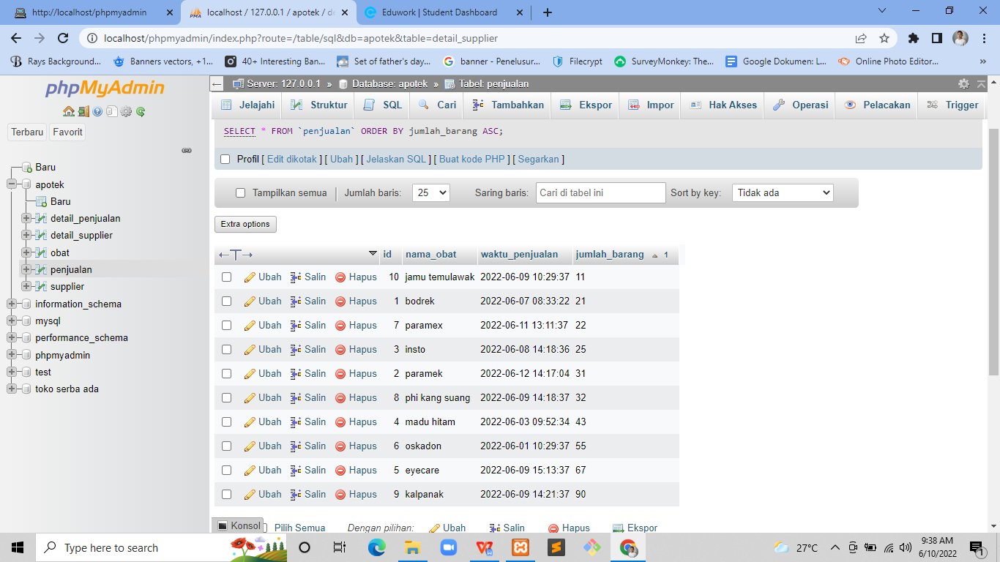 http://localhost/phpmyadmin
localhost / 127.0.0.1 / apotek / de
Eduwork | Student Dashboard
localhost/phpmyadmin/index.php?route=/table/sql&db=apotek&table=detail_supplier
Rays Background... Banners vectors, +1... 40+ Interesting Ban... Set of father's day... banner - Penelusur... Filecrypt SurveyMonkey: The... Google Dokumen: L... Online Photo Editor... »
phpMyAdmin
Terbaru Favorit
Baru
apotek
Baru
detail_penjualan
detail_supplier
obat
penjualan
supplier
information_schema
mysql
performance_schema
phpmyadmin
test
toko serba ada
Server: 127.0.0.1 » Database: apotek » Tabel: penjualan
Jelajahi Struktur SQL Cari Tambahkan Ekspor Impor Hak Akses Operasi Pelacakan Trigger
SELECT * FROM `penjualan` ORDER BY jumlah_barang ASC;
Profil [ Edit dikotak ] [ Ubah ] [ Jelaskan SQL ] [ Buat kode PHP ] [ Segarkan ]
Tampilkan semua | Jumlah baris: 25 Saring baris: Cari di tabel ini Sort by key: Tidak ada
Extra options
←T→ id nama_obat waktu_penjualan jumlah_barang 1
Ubah Salin Hapus 10 jamu temulawak 2022-06-09 10:29:37 11
Ubah Salin Hapus 1 bodrek 2022-06-07 08:33:22 21
Ubah Salin Hapus 7 paramex 2022-06-11 13:11:37 22
Ubah Salin Hapus 3 insto 2022-06-08 14:18:36 25
Ubah Salin Hapus 2 paramek 2022-06-12 14:17:04 31
Ubah Salin Hapus 8 phi kang suang 2022-06-09 14:18:37 32
Ubah Salin Hapus 4 madu hitam 2022-06-03 09:52:34 43
Ubah Salin Hapus 6 oskadon 2022-06-01 10:29:37 55
Ubah Salin Hapus 5 eyecare 2022-06-09 15:13:37 67
Ubah Salin Hapus 9 kalpanak 2022-06-09 14:21:37 90
Konsol Pilih Semua Dengan pilihan: Ubah Salin Hapus Ekspor
Type here to search
27°C
9:38 AM
6/10/2022
1